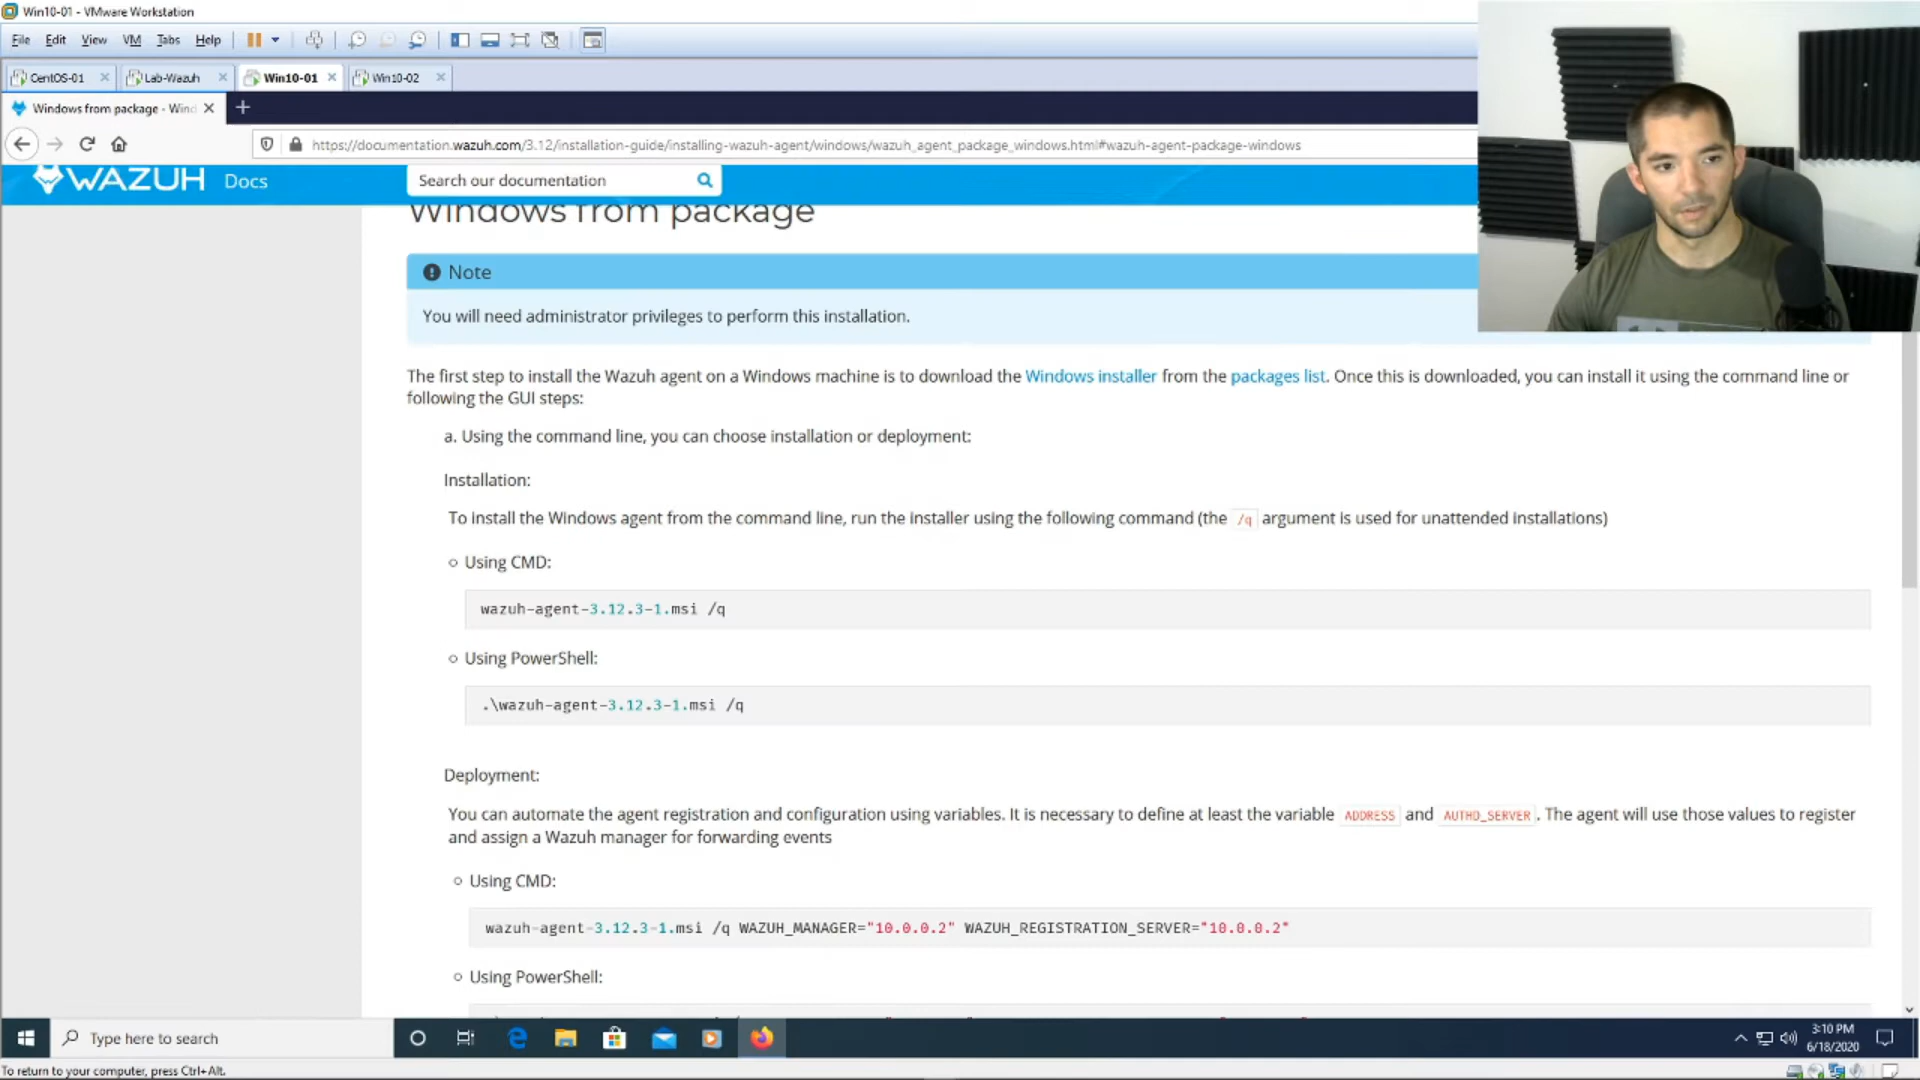 Win10-01 - VMware Workstation
File Edit View VM Tabs Help
CentOS-01 Lab-Wazuh Win10-01 Win10-02
Windows from package - Wind
https://documentation.wazuh.com/3.12/installation-guide/installing-wazuh-agent/windows/wazuh_agent_package_windows.html#wazuh-agent-package-windows
WAZUH Docs Search our documentation
Windows from package
Note
You will need administrator privileges to perform this installation.
The first step to install the Wazuh agent on a Windows machine is to download the Windows installer from the packages list. Once this is downloaded, you can install it using the command line or
following the GUI steps:
a. Using the command line, you can choose installation or deployment:
Installation:
To install the Windows agent from the command line, run the installer using the following command (the /q argument is used for unattended installations)
Using CMD:
wazuh-agent-3.12.3-1.msi /q
Using PowerShell:
.\wazuh-agent-3.12.3-1.msi /q
Deployment:
You can automate the agent registration and configuration using variables. It is necessary to define at least the variable ADDRESS and AUTHD_SERVER. The agent will use those values to register
and assign a Wazuh manager for forwarding events
Using CMD:
wazuh-agent-3.12.3-1.msi /q WAZUH_MANAGER="10.0.0.2" WAZUH_REGISTRATION_SERVER="10.0.0.2"
Using PowerShell:
Type here to search
3:10 PM
6/18/2020
To return to your computer, press Ctrl+Alt.